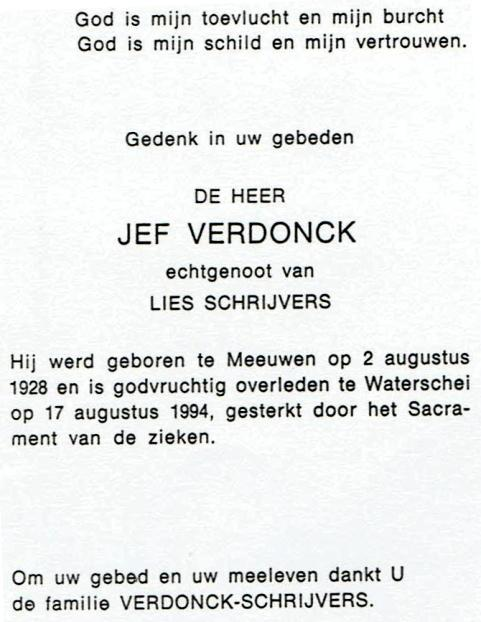 God is mijn toevlucht en mijn burcht
God is mijn schild en mijn vertrouwen.
Gedenk in uw gebeden
DE HEER
JEF VERDONCK
echtgenoot van
LIES SCHRIJVERS
Hij werd geboren te Meeuwen op 2 augustus
1928 en is godvruchtig overleden te Waterschei
op 17 augustus 1994, gesterkt door het Sacra-
ment van de zieken.
Om uw gebed en uw meeleven dankt U
de familie VERDONCK-SCHRIJVERS.